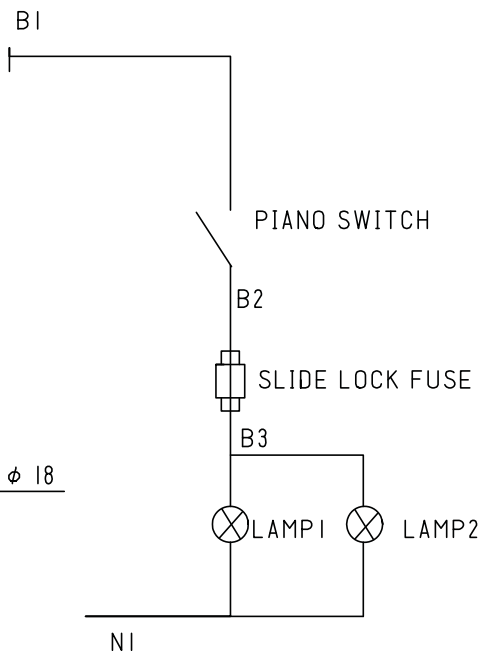 B1
PIANO SWITCH
B2
SLIDE LOCK FUSE
B3
ϕ 18
LAMP1
LAMP2
N1